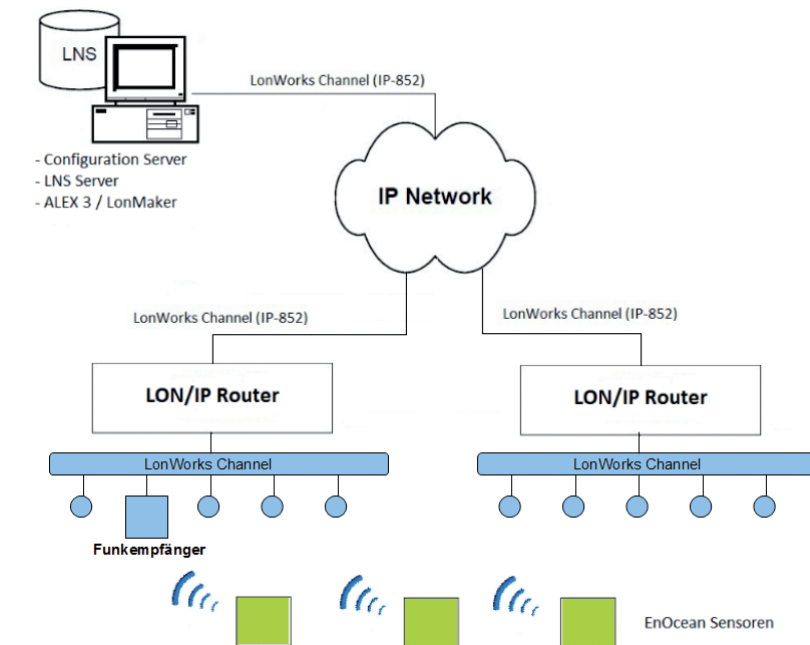 LNS
LonWorks Channel (IP-852)
- Configuration Server
- LNS Server
- ALEX 3 / LonMaker
IP Network
LonWorks Channel (IP-852)
LonWorks Channel (IP-852)
LON/IP Router
LON/IP Router
LonWorks Channel
LonWorks Channel
Funkempfänger
EnOcean Sensoren